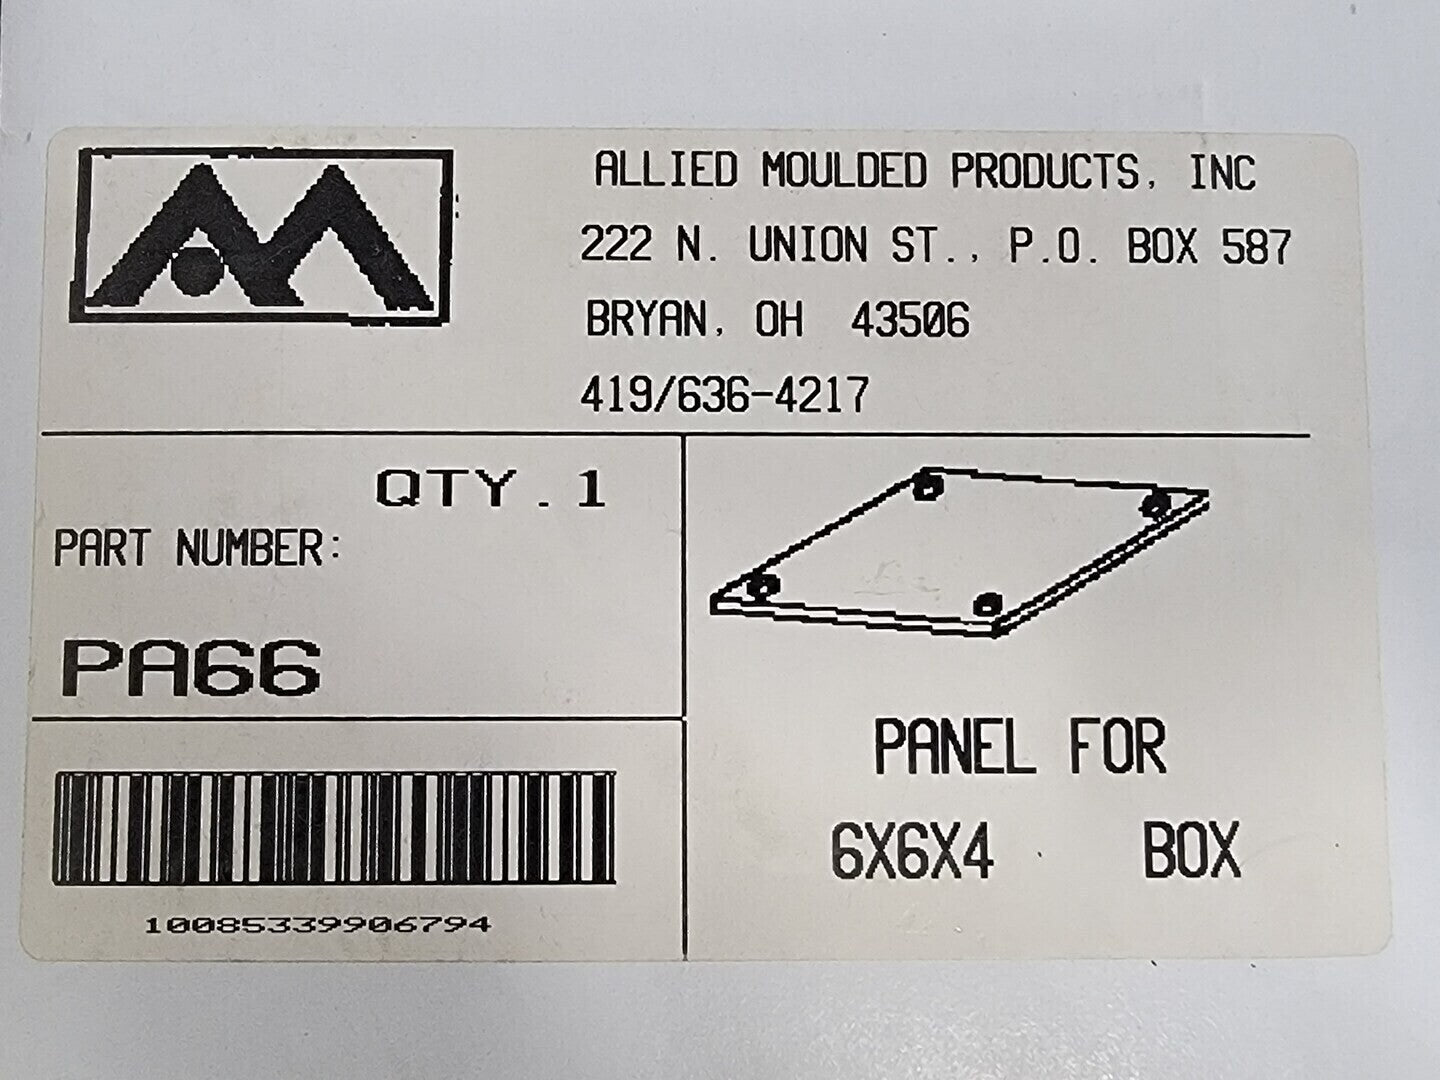 ALLIED MOULDED PRODUCTS, INC
222 N. UNION ST., P.O. BOX 587
BRYAN, OH 43506
419/636-4217
QTY.1
PART NUMBER:
PA66
10085339906794
PANEL FOR
6X6X4 BOX